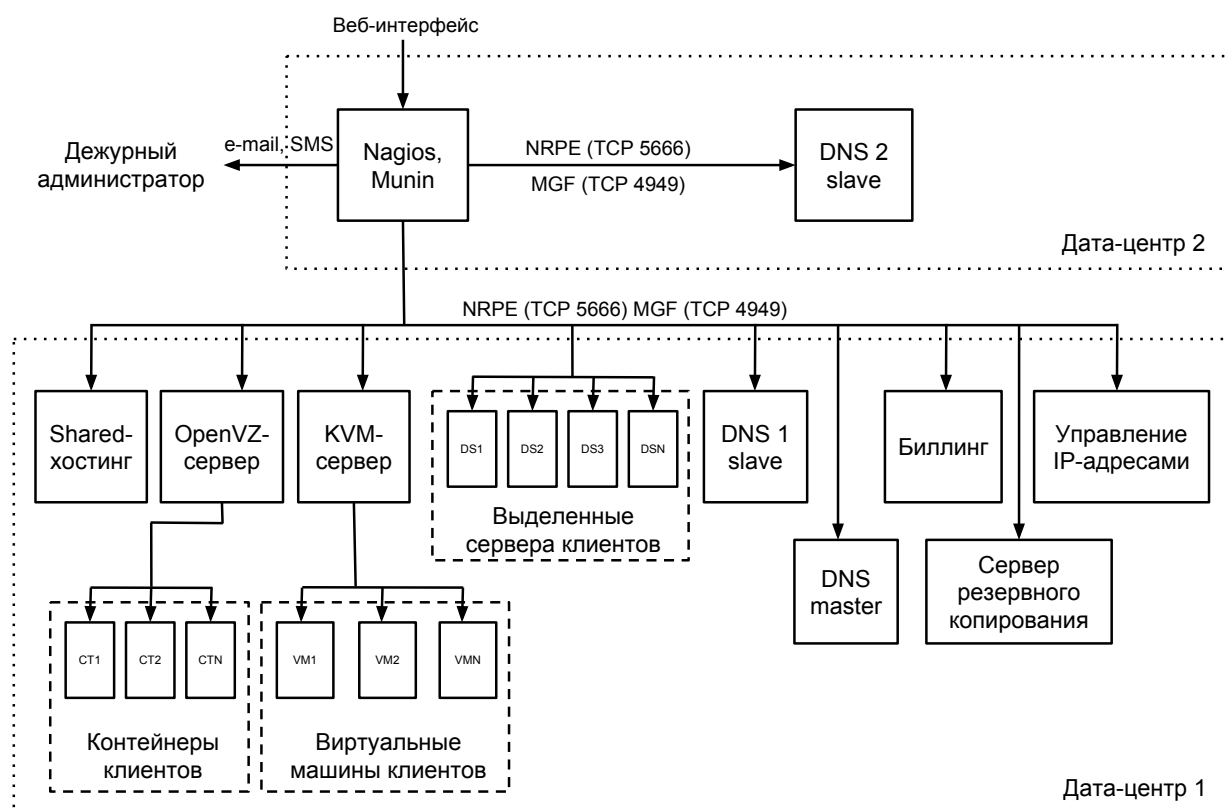 Веб-интерфейс
e-mail, SMS
Дежурный
администратор
Nagios,
Munin
NRPE (TCP 5666)
MGF (TCP 4949)
DNS 2
slave
Дата-центр 2
NRPE (TCP 5666) MGF (TCP 4949)
Shared-
хостинг
OpenVZ-
сервер
KVM-
сервер
DS1
DS2
DS3
DSN
Выделенные
сервера клиентов
DNS 1
slave
Биллинг
Управление
IP-адресами
DNS
master
Сервер
резервного
копирования
CT1
CT2
CTN
Контейнеры
клиентов
VM1
VM2
VMN
Виртуальные
машины клиентов
Дата-центр 1